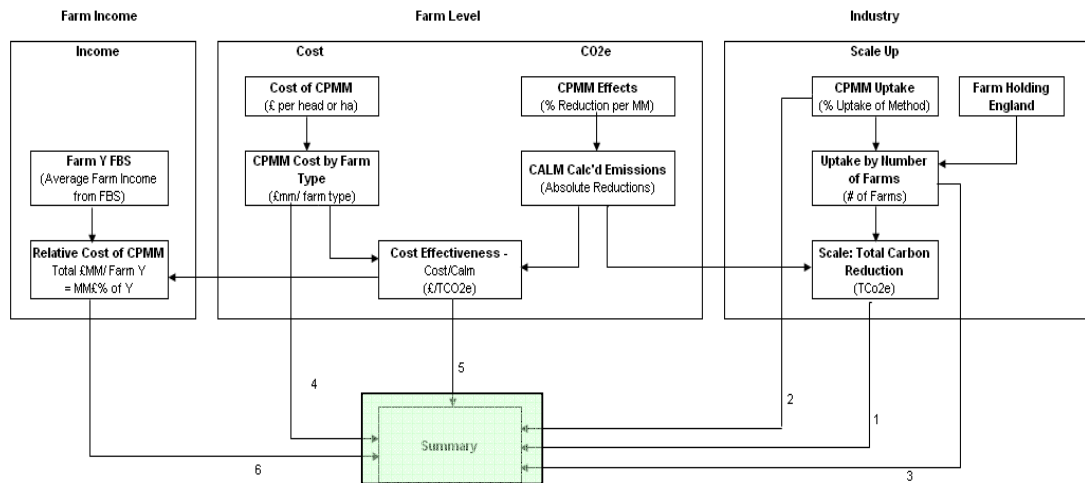 Farm Income
Farm Level
Industry
Income
Cost
CO2e
Scale Up
Cost of CPMM
(£ per head or ha)
CPMM Effects
(% Reduction per MM)
CPMM Uptake
(% Uptake of Method)
Farm Holding
England
Farm Y FBS
(Average Farm Income
from FBS)
CPMM Cost by Farm
Type
(£mm/ farm type)
CALM Calc'd Emissions
(Absolute Reductions)
Uptake by Number
of Farms
(# of Farms)
Relative Cost of CPMM
Total £MM/ Farm Y
= MM£% of Y
Cost Effectiveness -
Cost/Calm
(£/TCO2e)
Scale: Total Carbon
Reduction
(TCo2e)
4
5
2
1
Summary
6
3